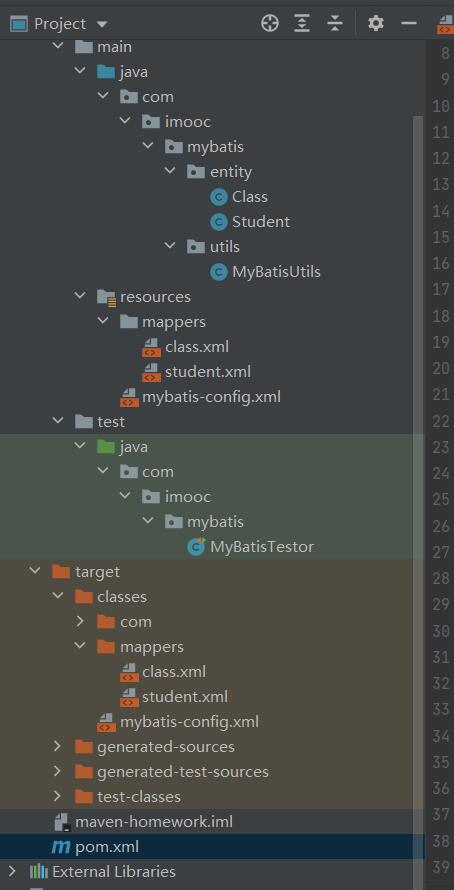 Project
main
java
com
imooc
mybatis
entity
Class
Student
utils
MyBatisUtils
resources
mappers
class.xml
student.xml
mybatis-config.xml
test
java
com
imooc
mybatis
MyBatisTestor
target
classes
com
mappers
class.xml
student.xml
mybatis-config.xml
generated-sources
generated-test-sources
test-classes
maven-homework.iml
pom.xml
External Libraries
8
9
10
11
12
13
14
15
16
17
18
19
20
21
22
23
24
25
26
27
28
29
30
31
32
33
34
35
36
37
38
39